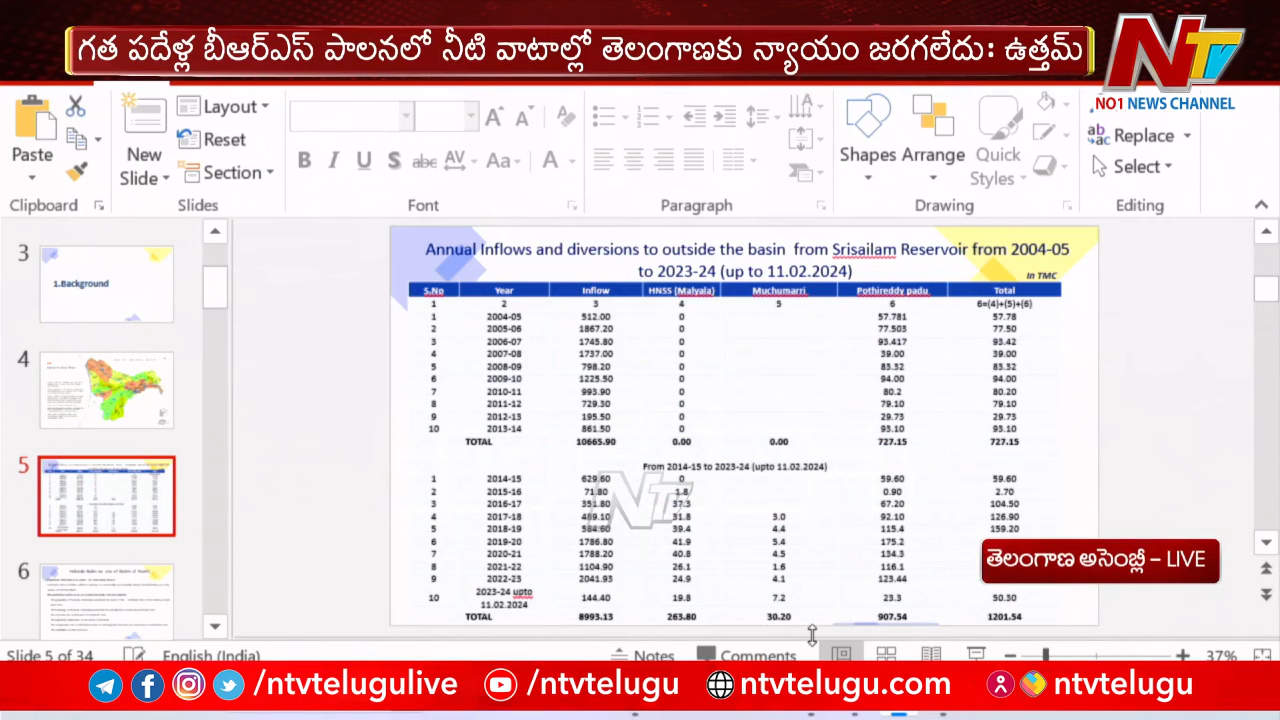 గత పదేళ్ల బీఆర్ఎస్ పాలనలో నీటి వాటాల్లో తెలంగాణకు న్యాయం జరగలేదు: ఉత్తమ్
NTV
NO1 NEWS CHANNEL
Paste
New Slide
Layout
Reset
Section
B I U S abc AV Aa A
Shapes Arrange Quick Styles
Replace
Select
Clipboard Slides Font Paragraph Drawing Editing
3
1.Background
4
5
6
Annual Inflows and diversions to outside the basin from Srisailam Reservoir from 2004-05
to 2023-24 (up to 11.02.2024)
In TMC
S.No Year Inflow HNSS (Malyala) Muchumarri Pothireddy padu Total
1 2 3 4 5 6 6=(4)+(5)+(6)
1 2004-05 512.00 0 57.781 57.78
2 2005-06 1867.20 0 77.503 77.50
3 2006-07 1745.80 0 93.417 93.42
4 2007-08 1737.00 0 39.00 39.00
5 2008-09 798.20 0 83.32 83.32
6 2009-10 1225.50 0 94.00 94.00
7 2010-11 993.90 0 80.2 80.20
8 2011-12 729.30 0 79.10 79.10
9 2012-13 195.50 0 29.73 29.73
10 2013-14 861.50 0 93.10 93.10
TOTAL 10665.90 0.00 0.00 727.15 727.15
From 2014-15 to 2023-24 (upto 11.02.2024)
1 2014-15 629.60 0 59.60 59.60
2 2015-16 71.80 1.8 0.90 2.70
3 2016-17 351.80 37.3 67.20 104.50
4 2017-18 489.10 31.8 3.0 92.10 126.90
5 2018-19 584.60 39.4 4.4 115.4 159.20
6 2019-20 1786.80 41.9 5.4 175.2
7 2020-21 1788.20 40.8 4.5 134.3
8 2021-22 1104.90 26.1 1.6 116.1
9 2022-23 2041.93 24.9 4.1 123.44
10 2023-24 upto 11.02.2024 144.40 19.8 7.2 23.3 50.30
TOTAL 8993.13 263.80 30.20 907.54 1201.54
NTV
తెలంగాణ అసెంబ్లీ – LIVE
Slide 5 of 34 English (India) Notes Comments 37%
/ntvtelugulive /ntvtelugu ntvtelugu.com ntvtelugu